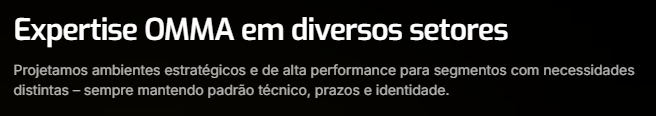 Expertise OMMA em diversos setores
Projetamos ambientes estratégicos e de alta performance para segmentos com necessidades
distintas – sempre mantendo padrão técnico, prazos e identidade.